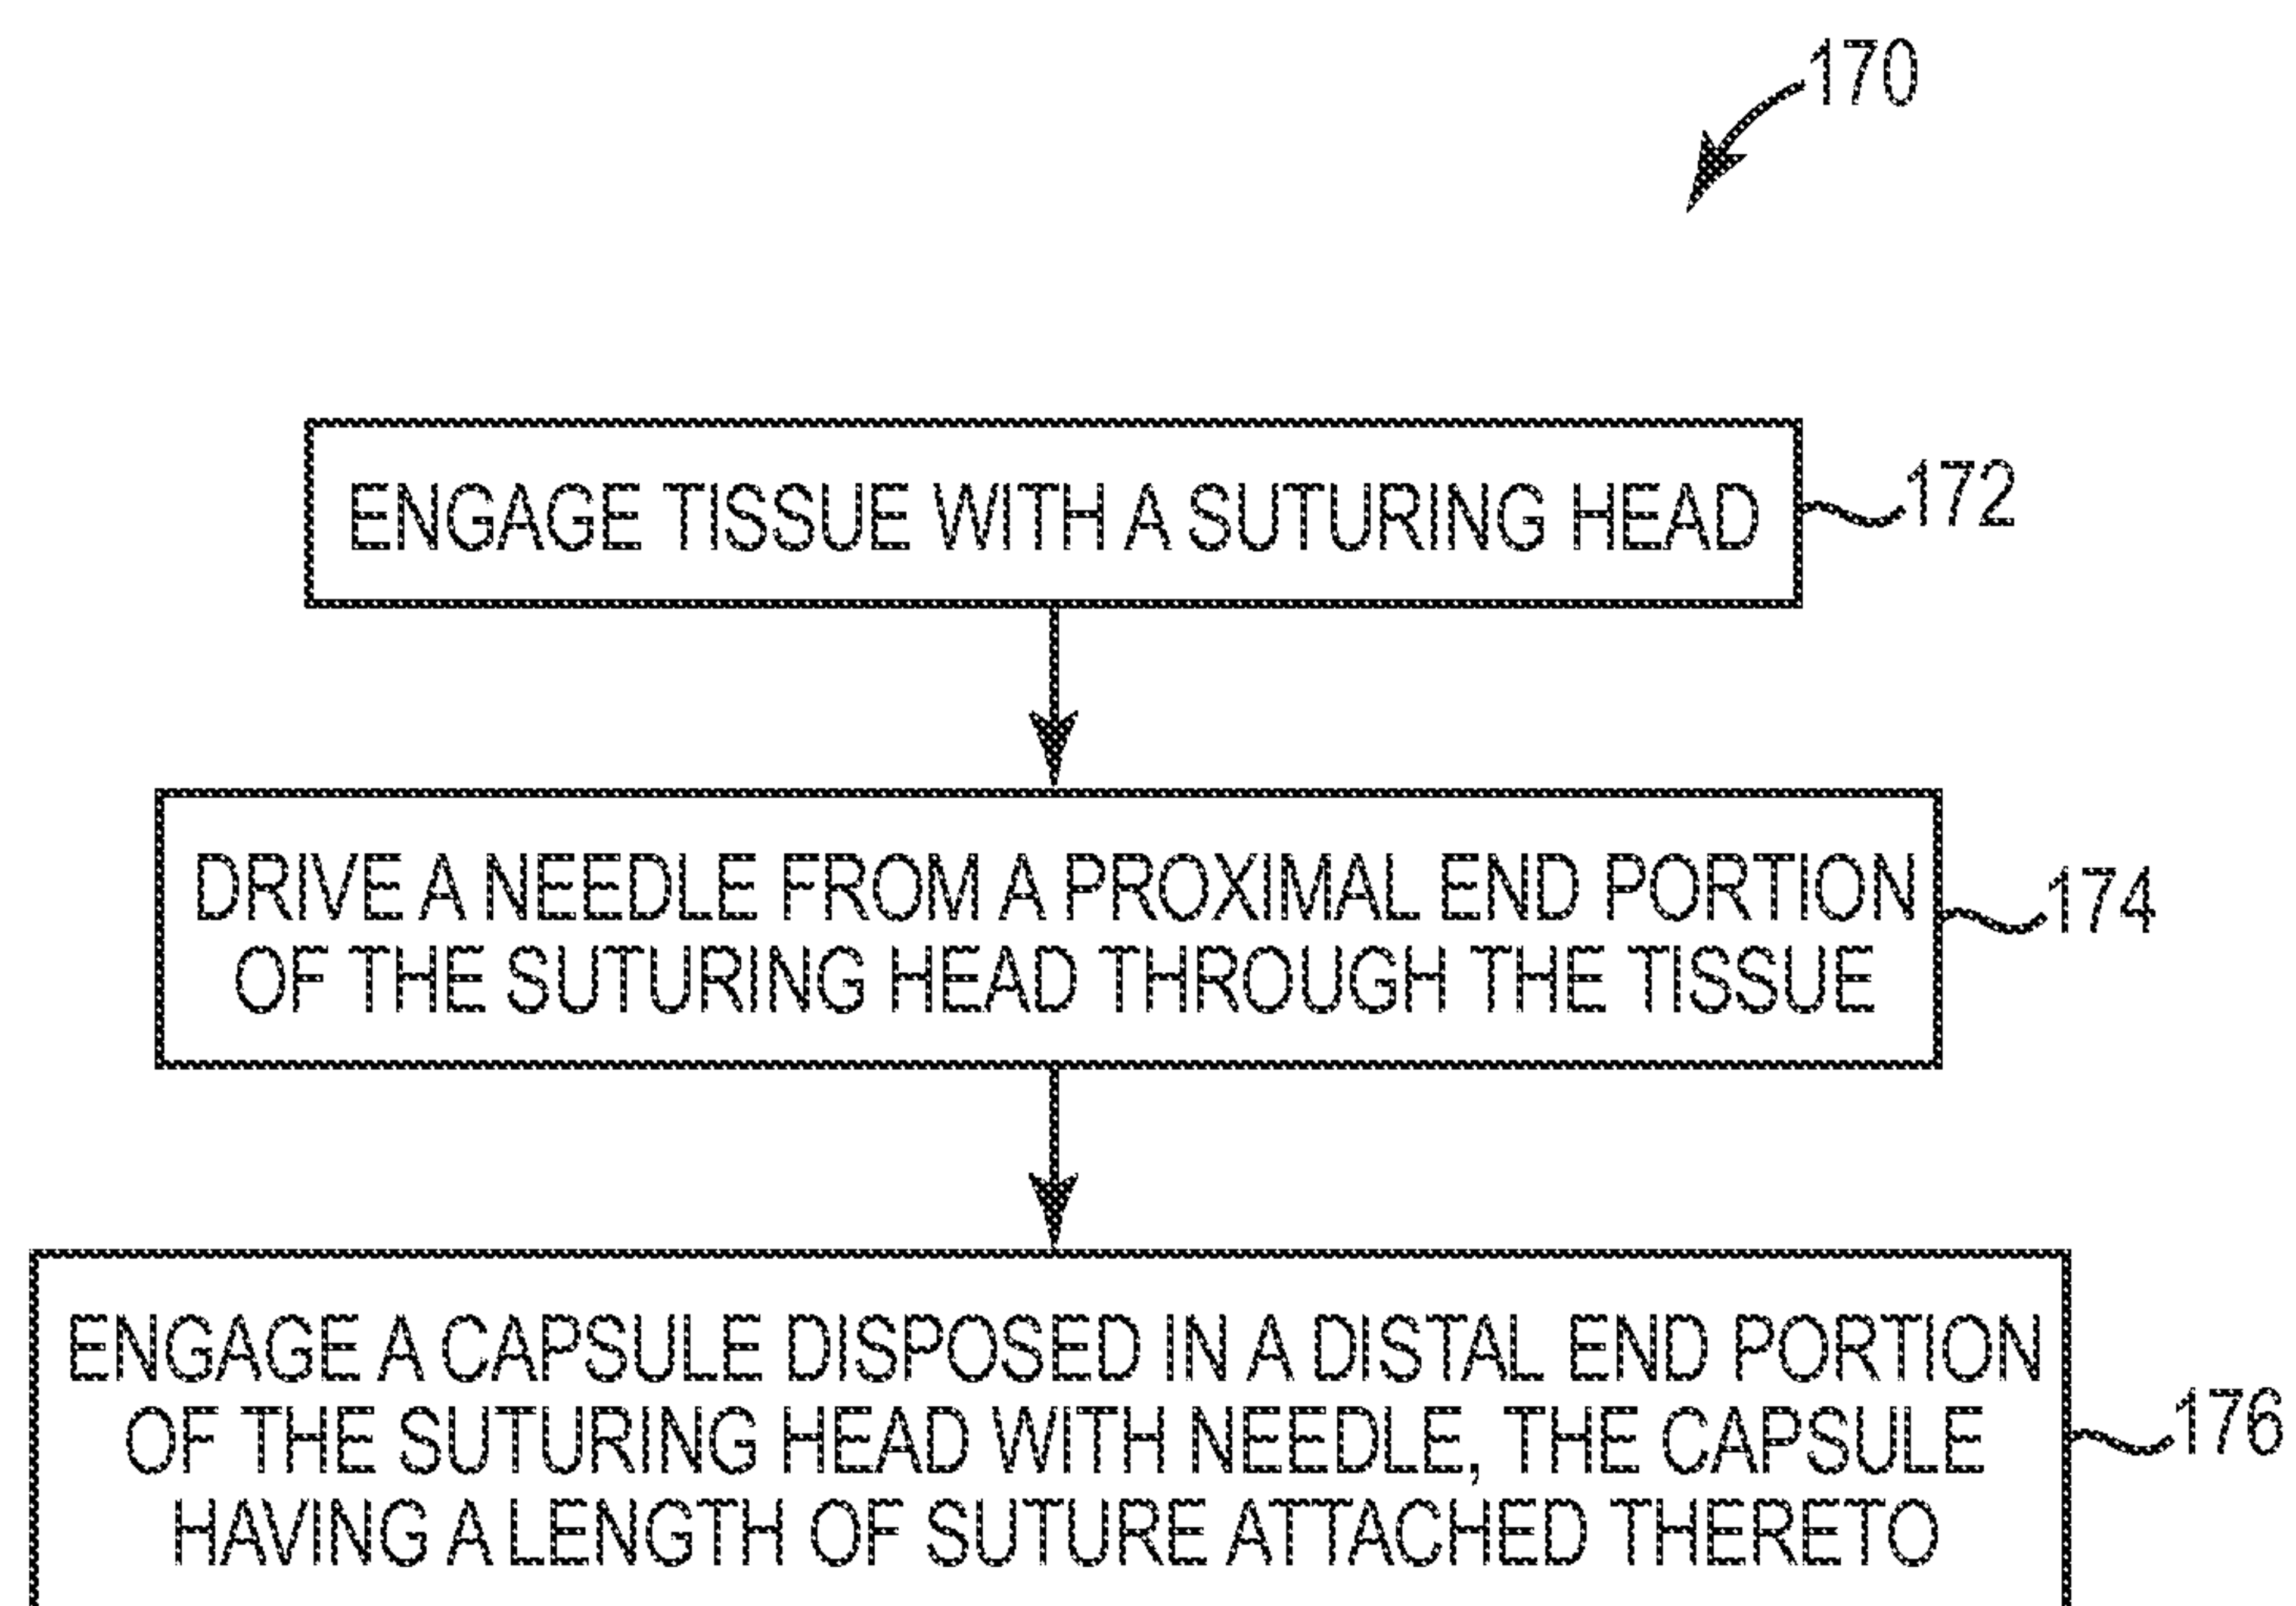 170
ENGAGE TISSUE WITH A SUTURING HEAD
172
DRIVE A NEEDLE FROM A PROXIMAL END PORTION
OF THE SUTURING HEAD THROUGH THE TISSUE
174
ENGAGE A CAPSULE DISPOSED IN A DISTAL END PORTION
OF THE SUTURING HEAD WITH NEEDLE, THE CAPSULE
HAVING A LENGTH OF SUTURE ATTACHED THERETO
176